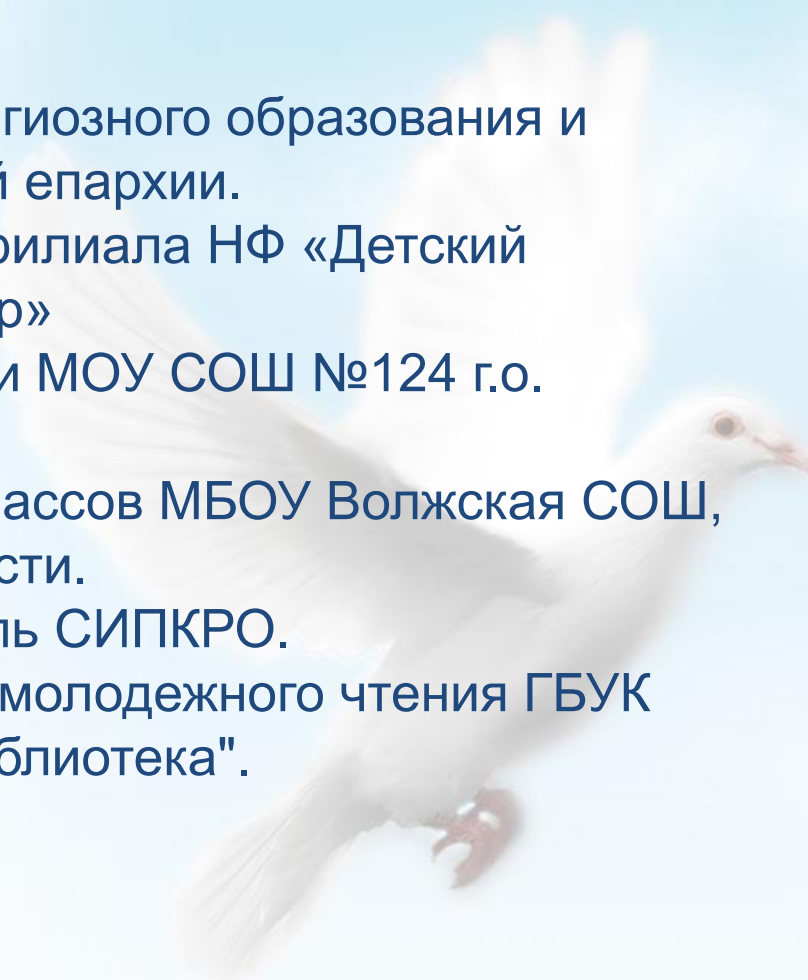 гиозного образования и
й епархии.
филиала НФ «Детский
р»
и МОУ СОШ №124 г.о.
ассов МБОУ Волжская СОШ,
сти.
ль СИПКРО.
молодежного чтения ГБУК
блиотека".